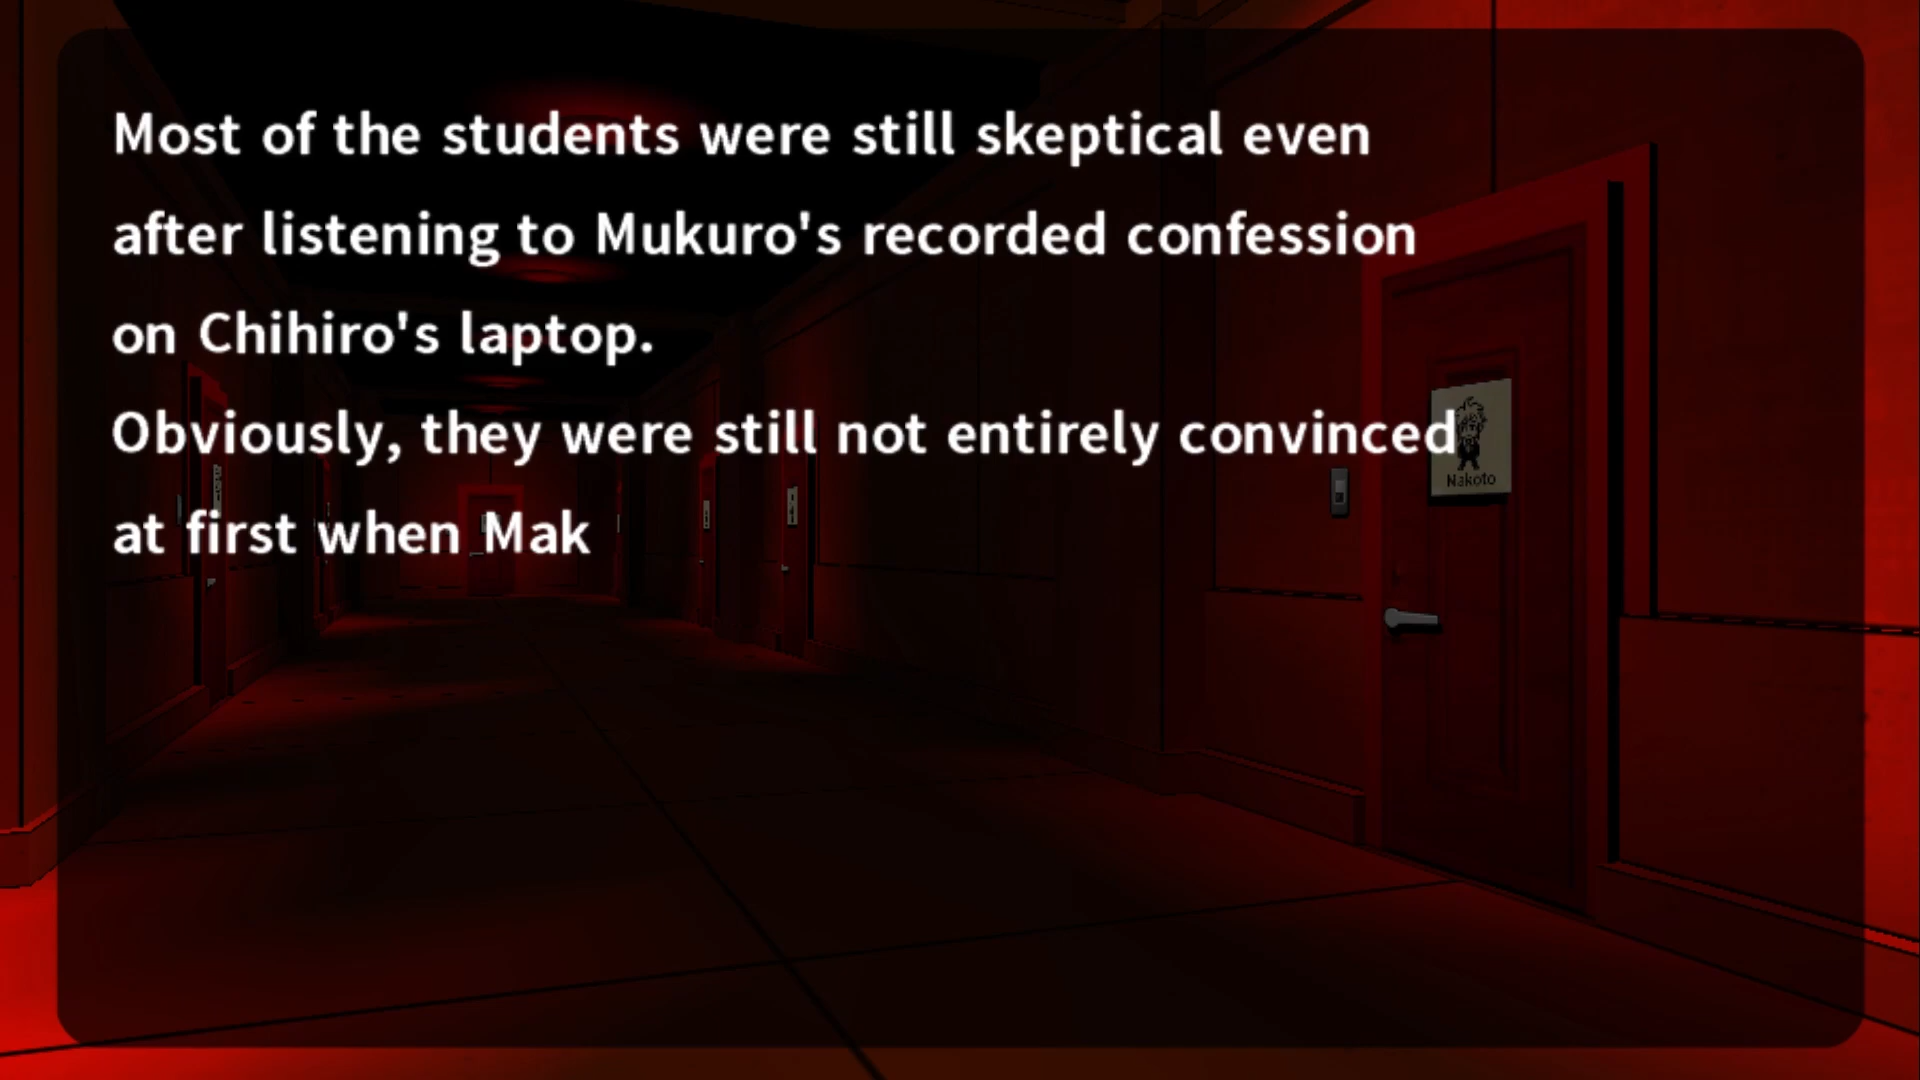 Most of the students were still skeptical even
after listening to Mukuro's recorded confession
on Chihiro's laptop.
Obviously, they were still not entirely convinced
at first when Mak
Nakoto